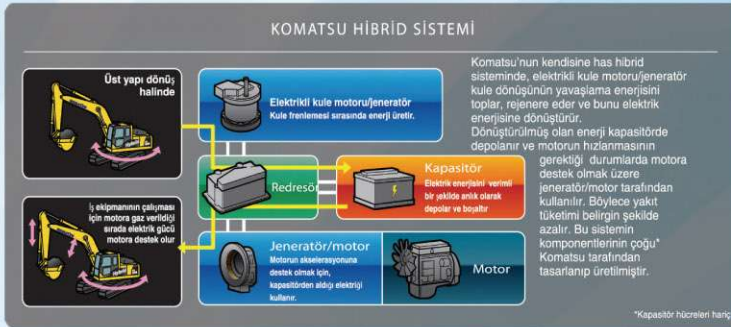 KOMATSU HİBRİD SİSTEMİ
Üst yapı dönüş
halinde
Elektrikli kule motoru/jeneratör
Kule frenlemesi sırasında enerji üretir.
Redresör
Kapasitör
Elektrik enerjisini verimli
bir şekilde anlık olarak
depolar ve boşaltır
İş ekipmanının çalışması
için motora gaz verildiği
sırada elektrik gücü
motora destek olur
Jeneratör/motor
Motorun akselerasyonuna
destek olmak için,
kapasitörden aldığı elektriği
kullanır.
Motor
Komatsu'nun kendisine has hibrid
sisteminde, elektrikli kule motoru/jeneratör
kule dönüşünün yavaşlama enerjisini
toplar, rejenere eder ve bunu elektrik
enerjisine dönüştürür.
Dönüştürülmüş olan enerji kapasitörde
depolanır ve motorun hızlanmasının
gerektiği durumlarda motora
destek olmak üzere
jeneratör/motor tarafından
kullanılır. Böylece yakıt
tüketimi belirgin şekilde
azalır. Bu sistemin
komponentlerinin çoğu*
Komatsu tarafından
tasarlanıp üretilmiştir.
*Kapasitör hücreleri hariç